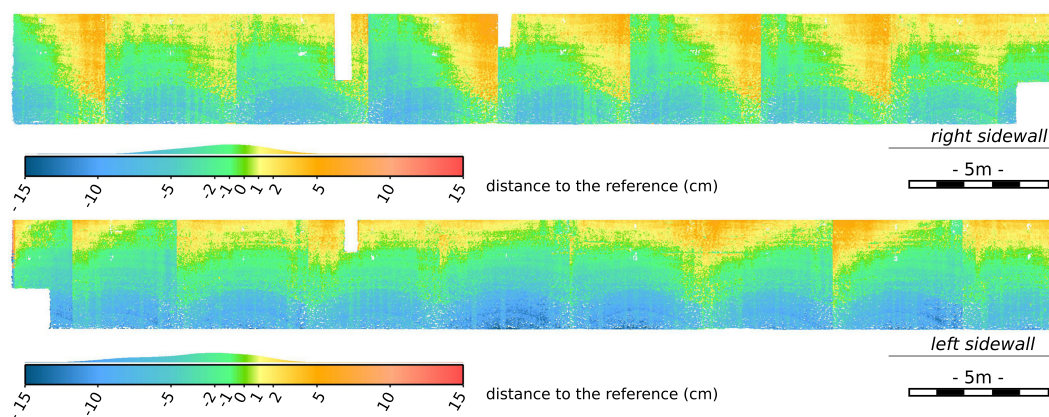 right sidewall
- 5m -
-15 -10 -5 -2 -1 0 1 2 5 10 15
distance to the reference (cm)
left sidewall
- 5m -
-15 -10 -5 -2 -1 0 1 2 5 10 15
distance to the reference (cm)